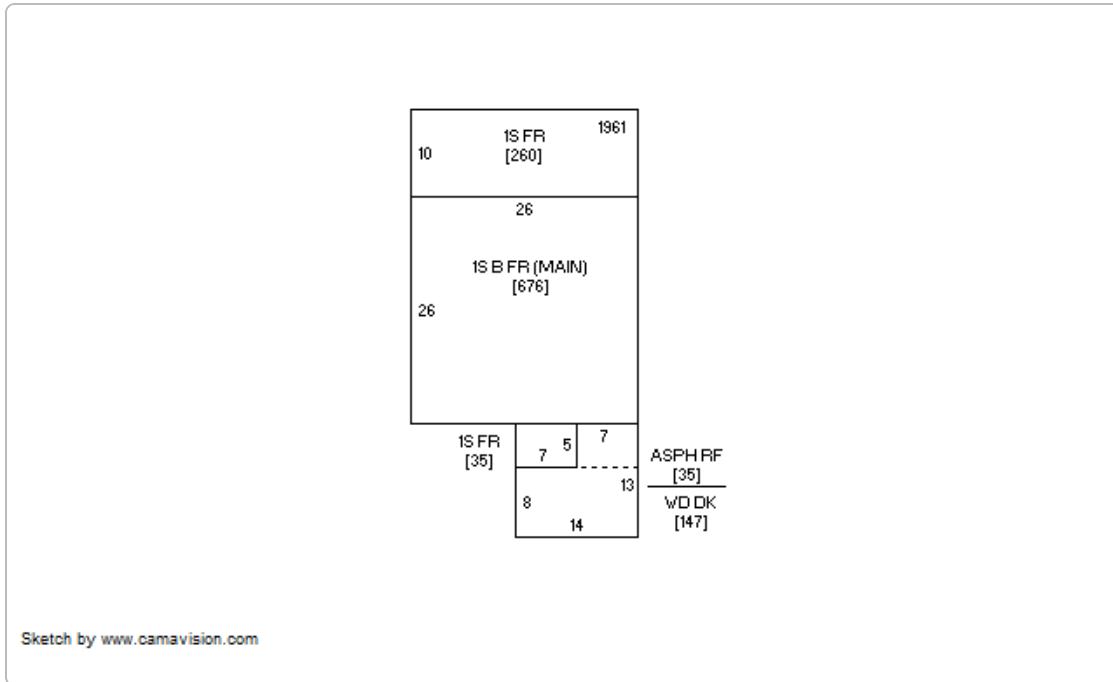 1S FR
1961
[260]
10
26
1S B FR (MAIN)
[676]
26
1S FR
[35]
7
5
7
ASPH RF
[35]
13
8
WD DK
[147]
14
Sketch by www.camavision.com